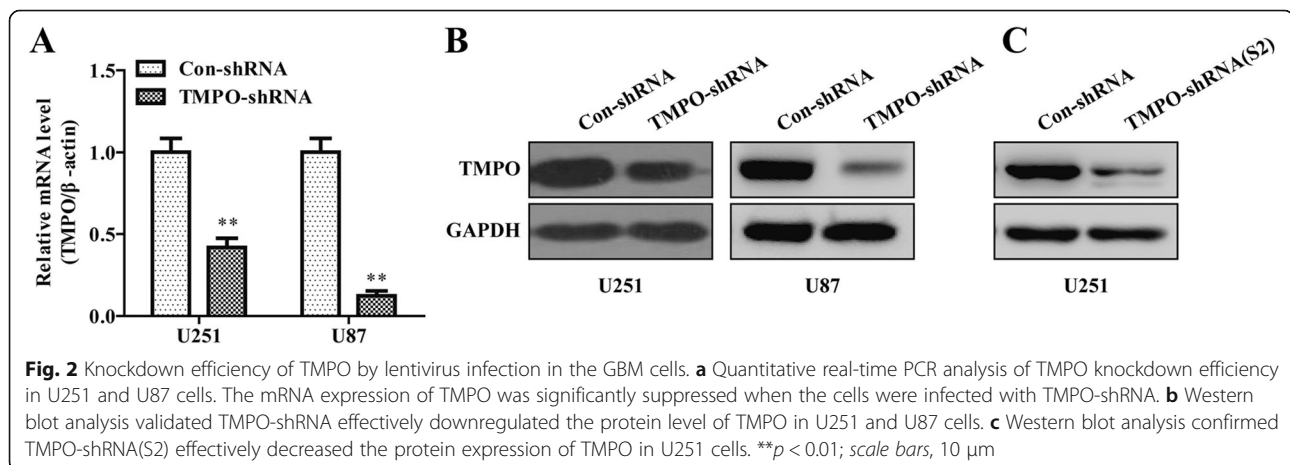 A
1.5
Con-shRNA
TMPO-shRNA
1.0
**
0.5
**
0.0
Relative mRNA level
(TMPO/β -actin)
U251
U87
B
Con-shRNA
TMPO-shRNA
Con-shRNA
TMPO-shRNA
TMPO
GAPDH
U251
U87
C
Con-shRNA
TMPO-shRNA(S2)
U251
Fig. 2 Knockdown efficiency of TMPO by lentivirus infection in the GBM cells. a Quantitative real-time PCR analysis of TMPO knockdown efficiency
in U251 and U87 cells. The mRNA expression of TMPO was significantly suppressed when the cells were infected with TMPO-shRNA. b Western
blot analysis validated TMPO-shRNA effectively downregulated the protein level of TMPO in U251 and U87 cells. c Western blot analysis confirmed
TMPO-shRNA(S2) effectively decreased the protein expression of TMPO in U251 cells. **p < 0.01; scale bars, 10 μm